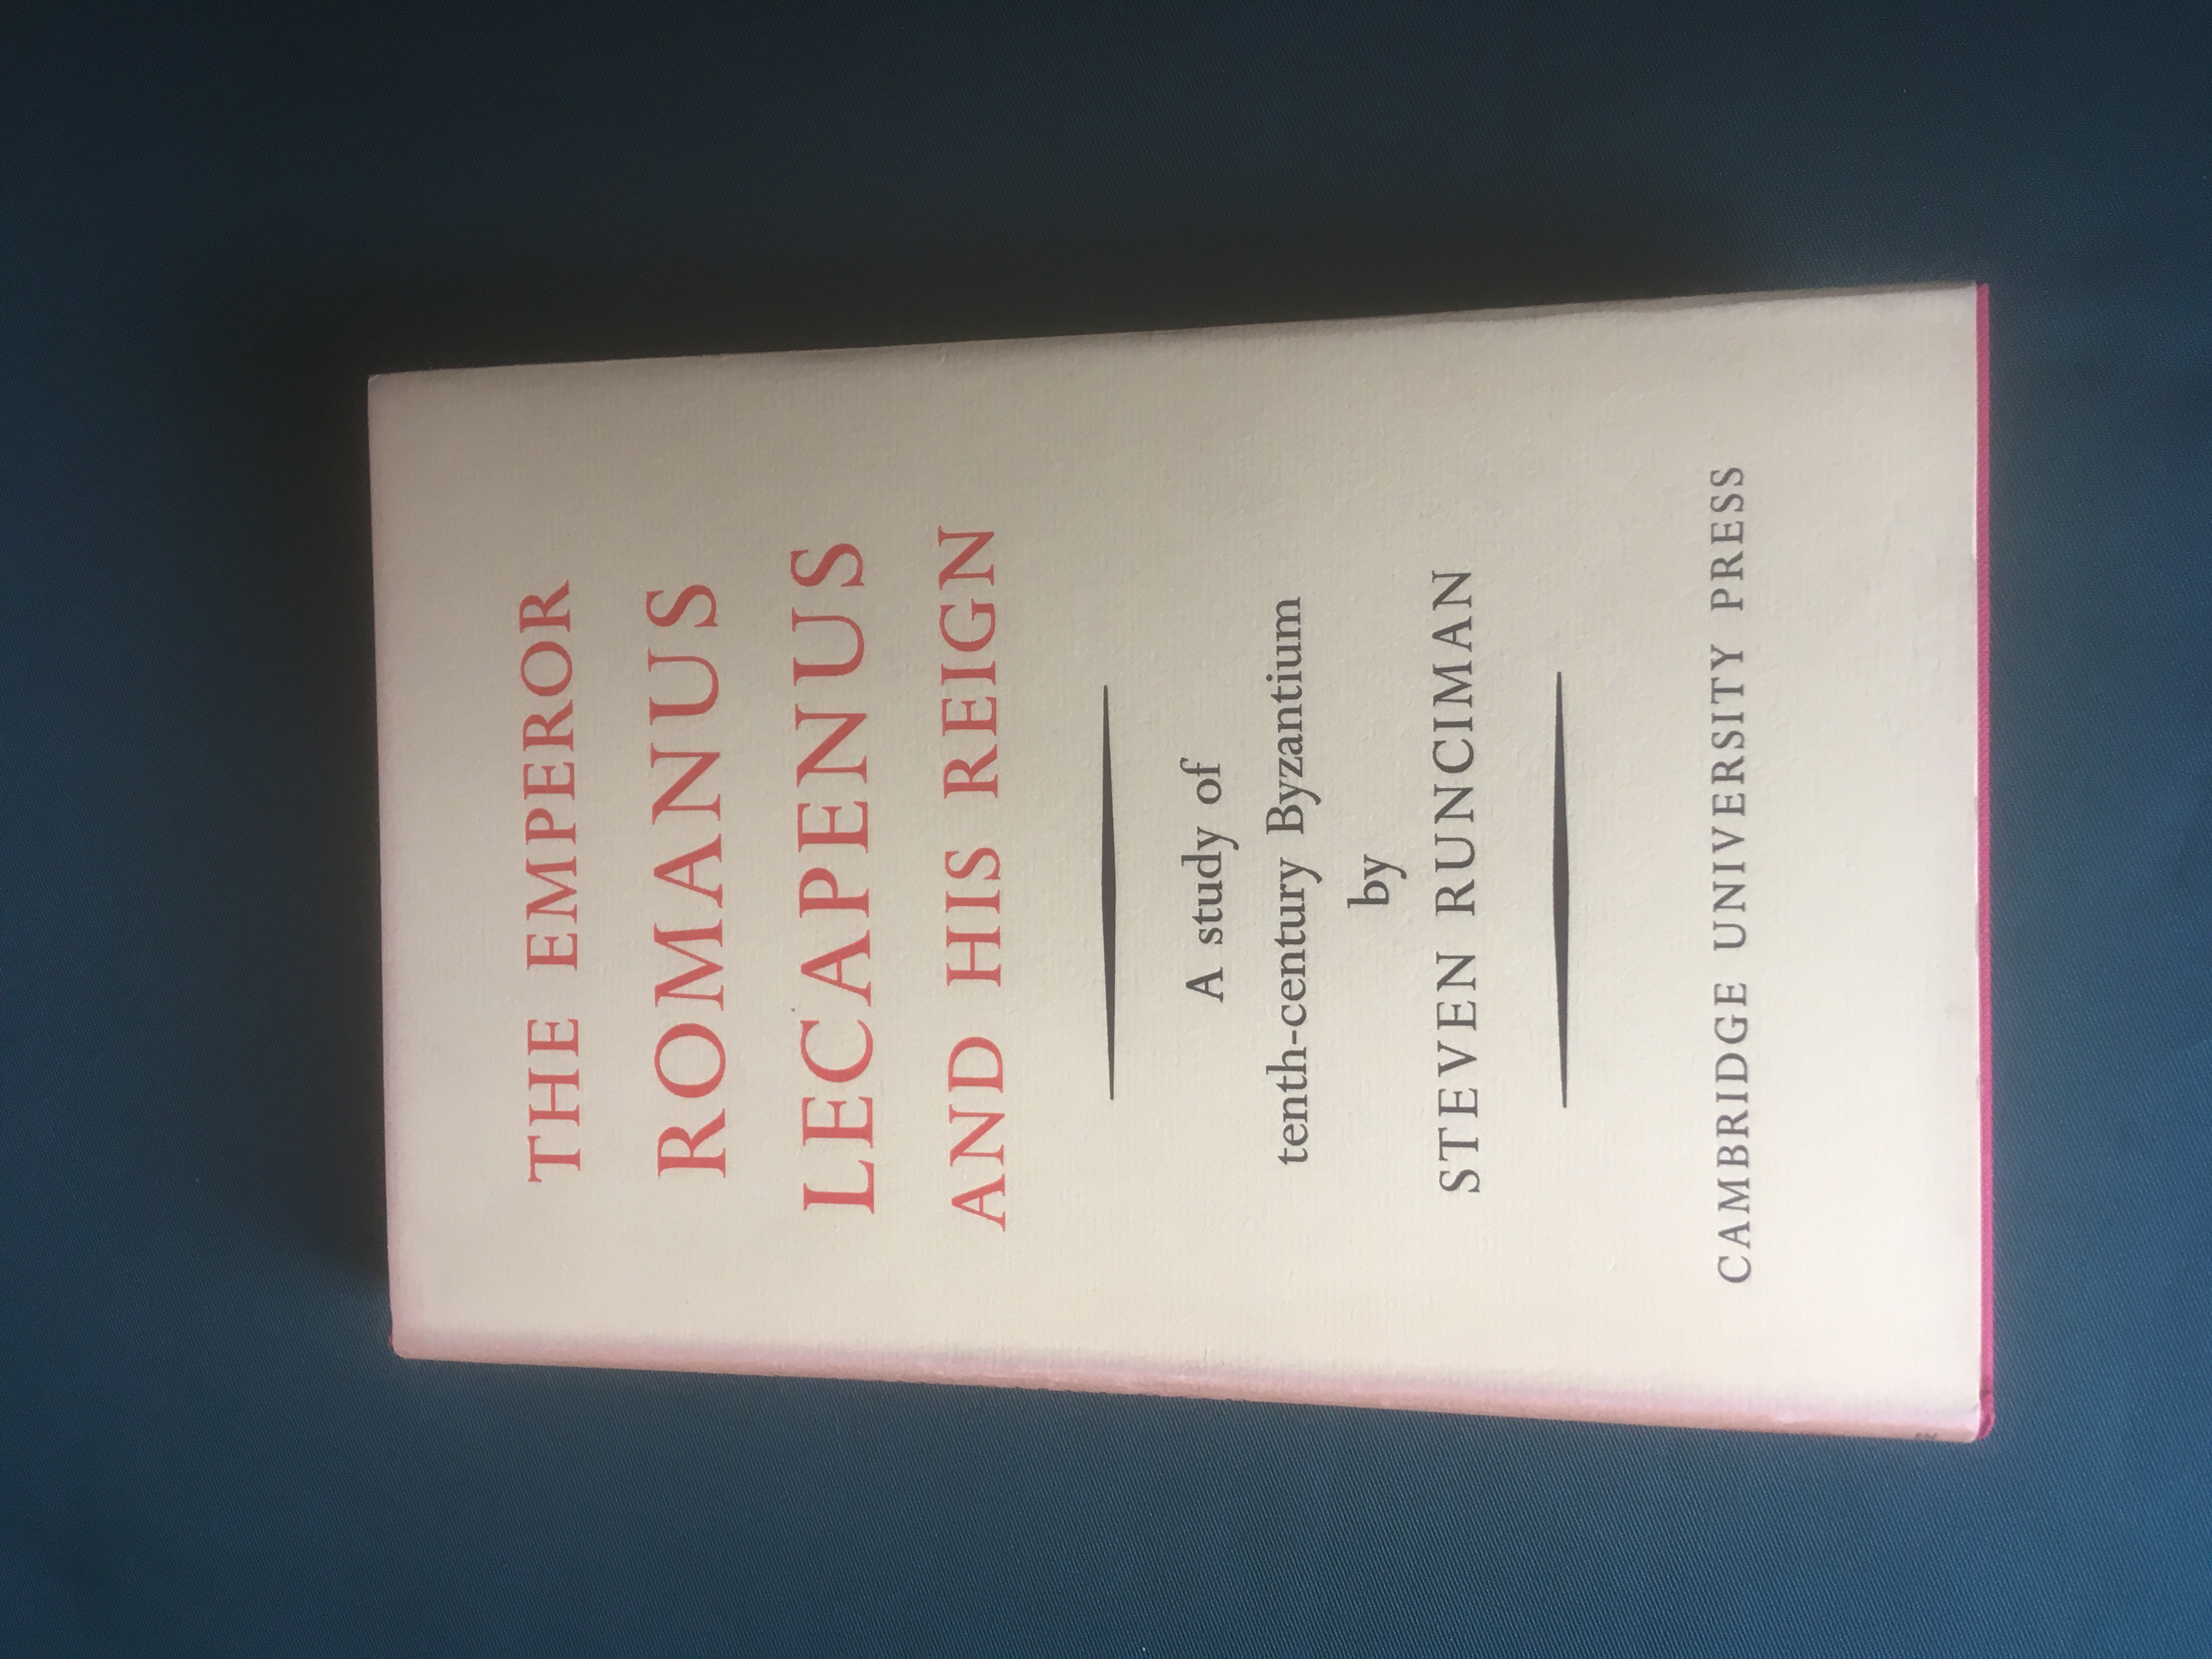 THE EMPEROR
ROMANUS
LECAPENUS
AND HIS REIGN
A study of
tenth-century Byzantium
by
STEVEN RUNCIMAN
CAMBRIDGE UNIVERSITY PRESS